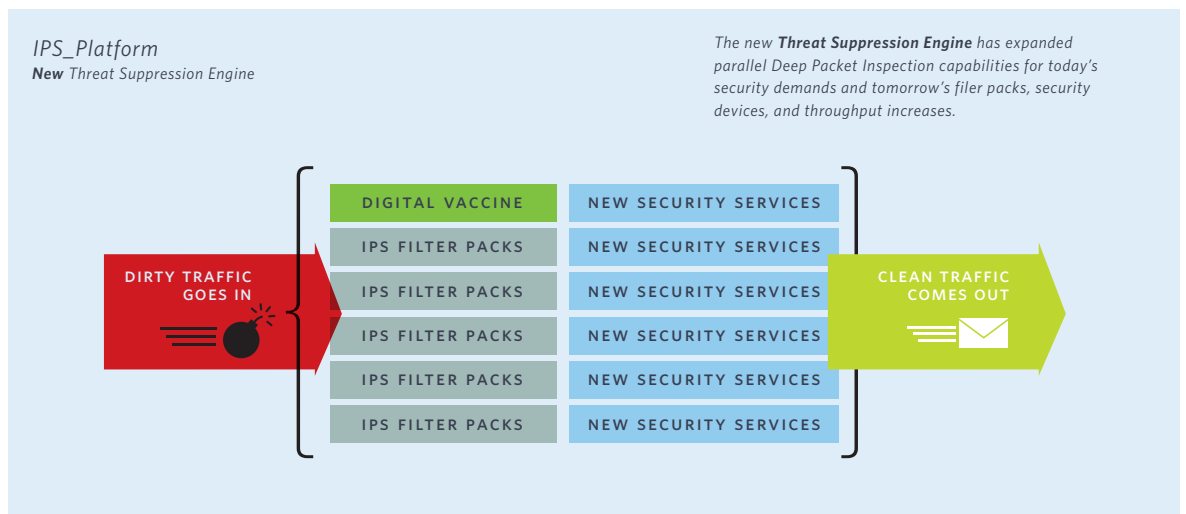 IPS_Platform
New Threat Suppression Engine
The new Threat Suppression Engine has expanded
parallel Deep Packet Inspection capabilities for today's
security demands and tomorrow's filer packs, security
devices, and throughput increases.
DIRTY TRAFFIC
GOES IN
DIGITAL VACCINE
NEW SECURITY SERVICES
IPS FILTER PACKS
NEW SECURITY SERVICES
IPS FILTER PACKS
NEW SECURITY SERVICES
IPS FILTER PACKS
NEW SECURITY SERVICES
IPS FILTER PACKS
NEW SECURITY SERVICES
IPS FILTER PACKS
NEW SECURITY SERVICES
CLEAN TRAFFIC
COMES OUT